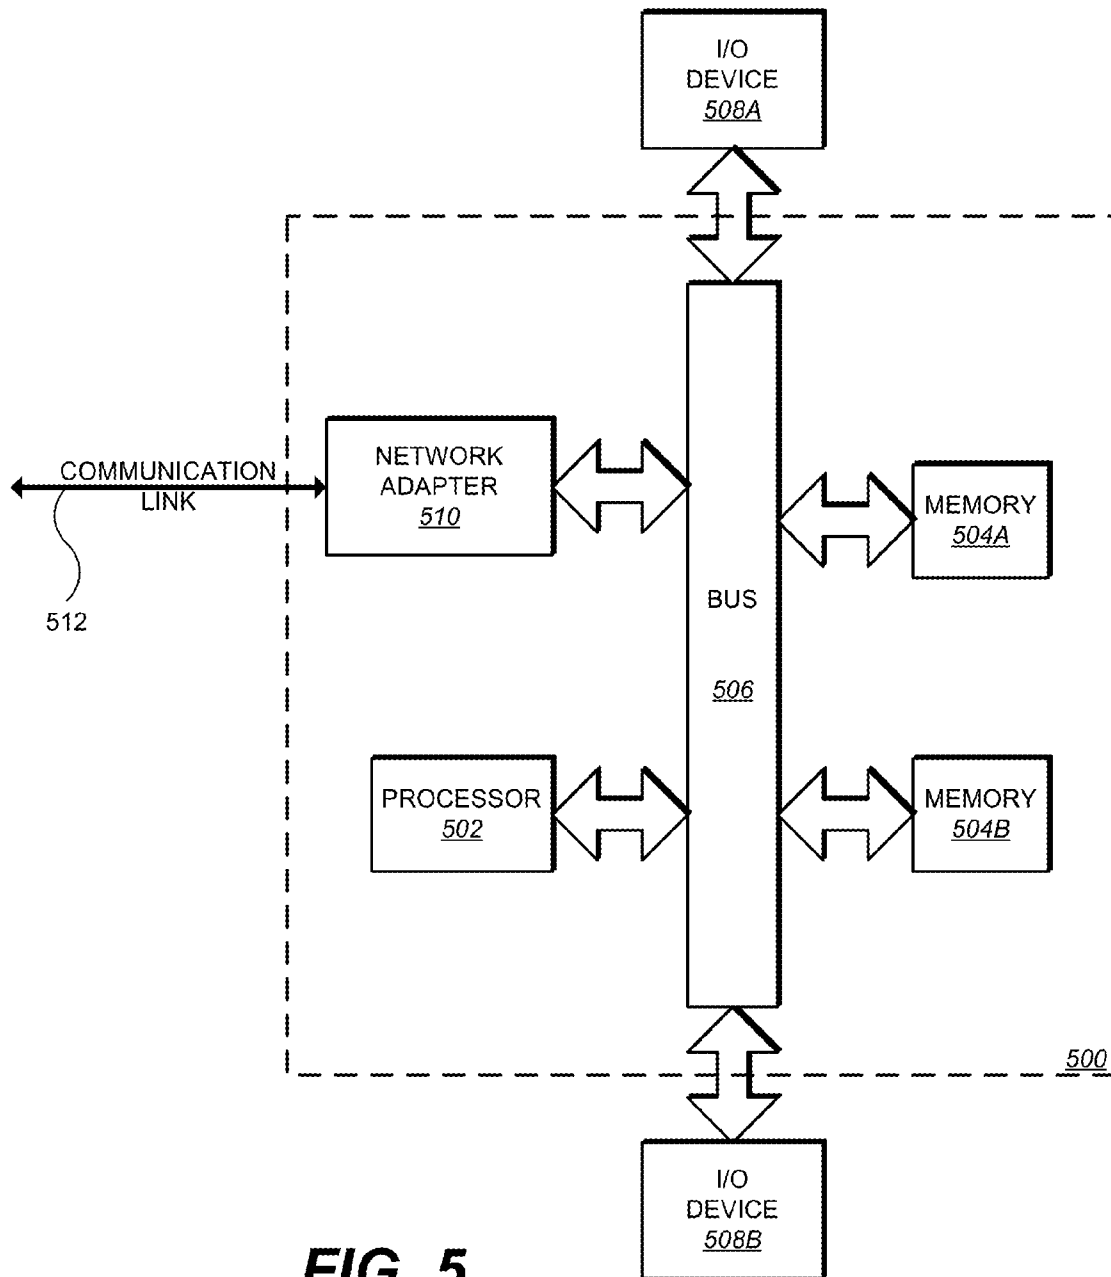 I/O
DEVICE
508A
COMMUNICATION
LINK
512
NETWORK
ADAPTER
510
MEMORY
504A
BUS
506
PROCESSOR
502
MEMORY
504B
500
I/O
DEVICE
508B
FIG. 5